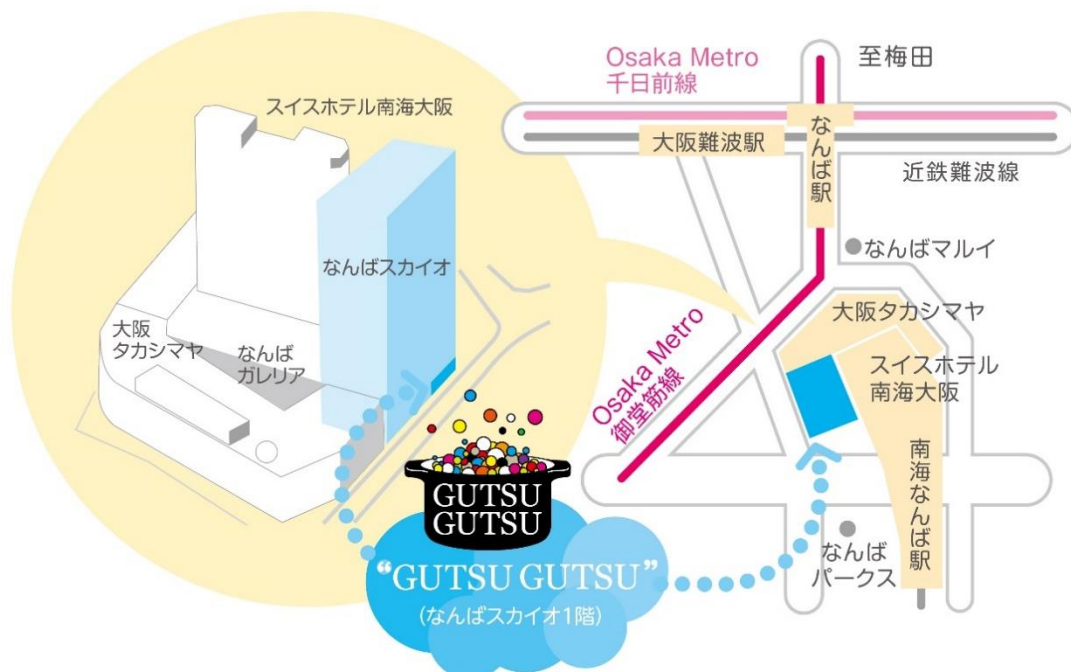 スイスホテル南海大阪
なんばスカイオ
大阪
タカシマヤ
なんば
ガレリア
Osaka Metro
千日前線
至梅田
大阪難波駅
なんば駅
近鉄難波線
なんばマルイ
大阪タカシマヤ
スイスホテル
南海大阪
Osaka Metro
御堂筋線
南海なんば駅
なんば
パークス
GUTSU
GUTSU
“GUTSU GUTSU”
(なんばスカイオ1階)